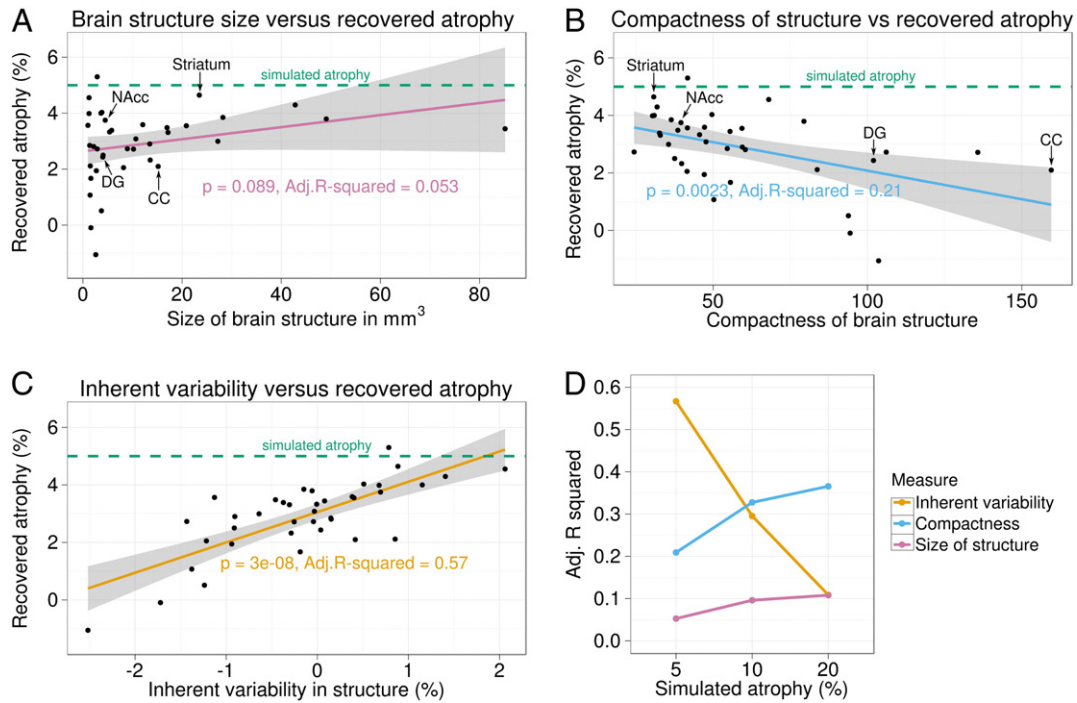 A
Brain structure size versus recovered atrophy
Recovered atrophy (%)
6
4
2
0
simulated atrophy
Striatum
NAcc
DG
CC
p = 0.089, Adj.R-squared = 0.053
0
20
40
60
80
Size of brain structure in mm³
B
Compactness of structure vs recovered atrophy
Recovered atrophy (%)
6
4
2
0
simulated atrophy
Striatum
NAcc
DG
CC
p = 0.0023, Adj.R-squared = 0.21
50
100
150
Compactness of brain structure
C
Inherent variability versus recovered atrophy
Recovered atrophy (%)
6
4
2
0
simulated atrophy
p = 3e-08, Adj.R-squared = 0.57
-2
-1
0
1
2
Inherent variability in structure (%)
D
Adj. R squared
0.6
0.5
0.4
0.3
0.2
0.1
0.0
5
10
20
Simulated atrophy (%)
Measure
Inherent variability
Compactness
Size of structure